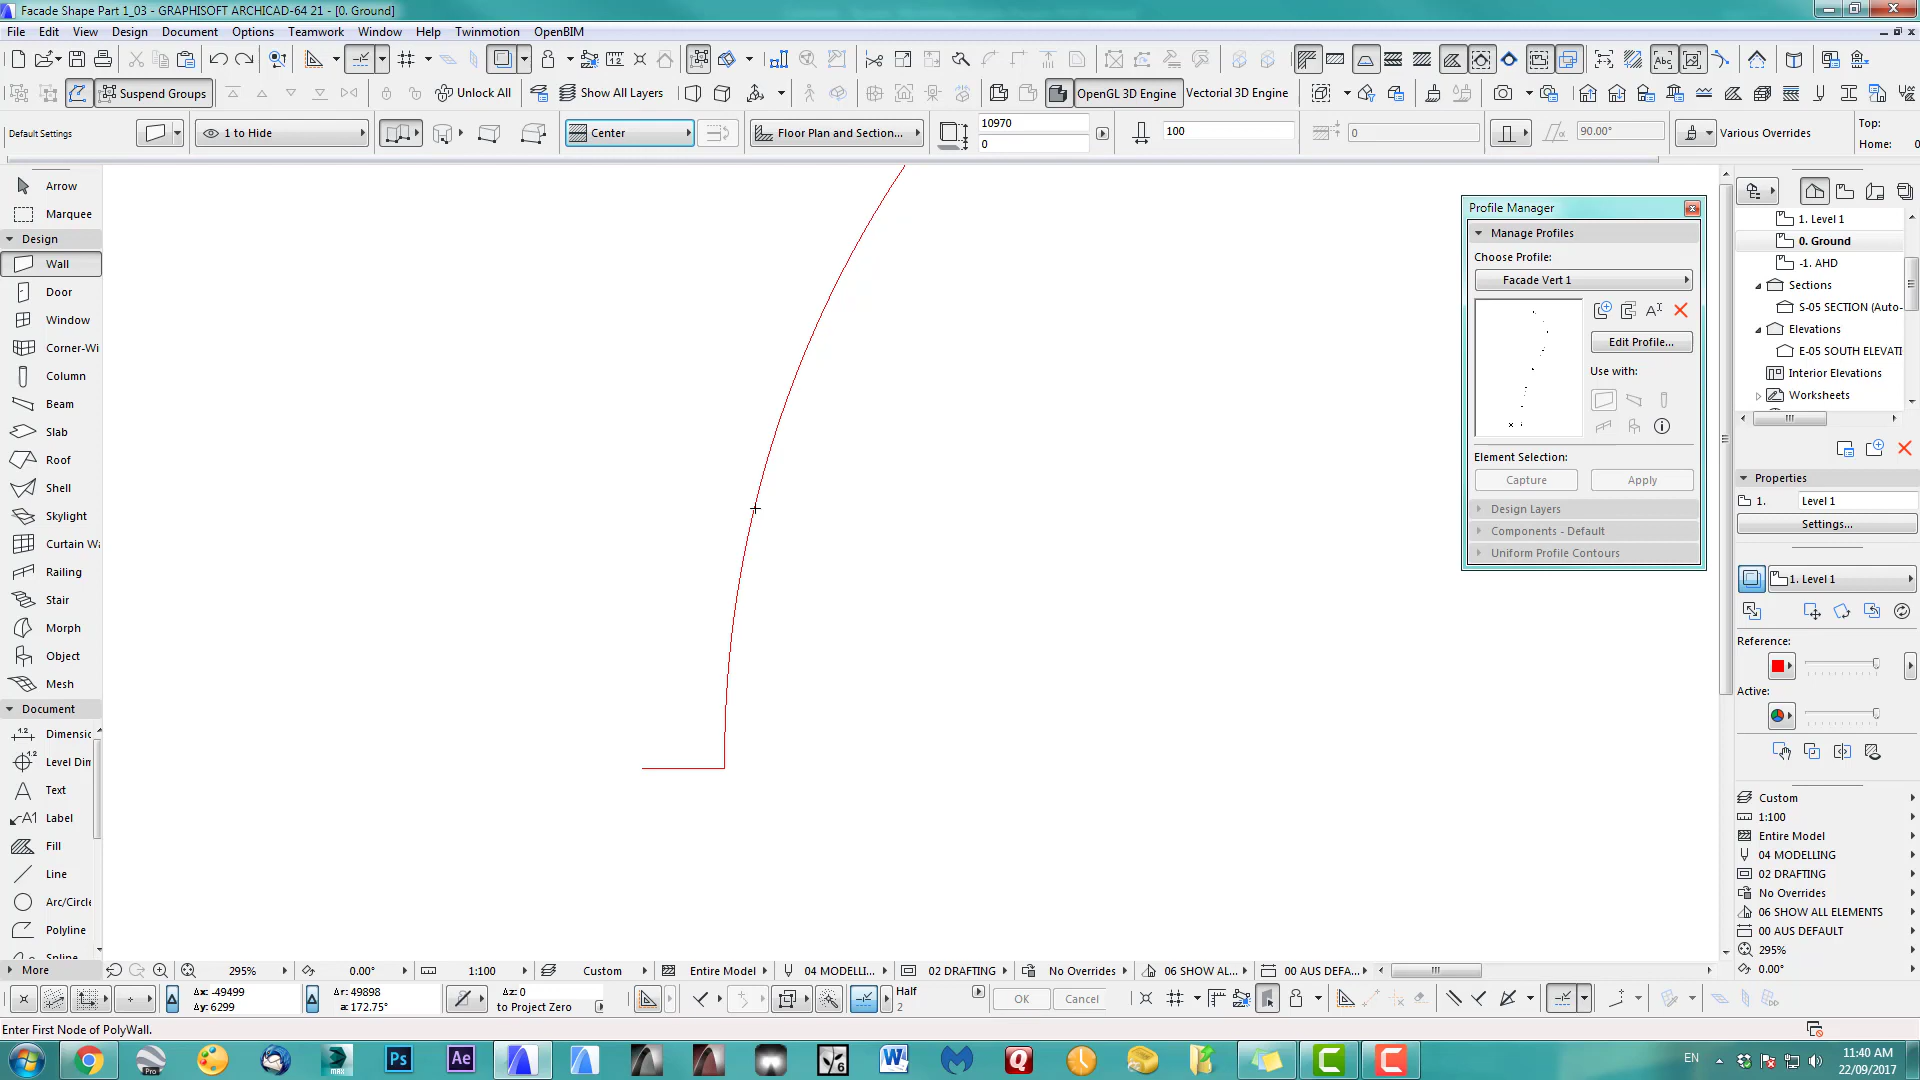 Facade Shape Part 1_03 - GRAPHISOFT ARCHICAD-64 21 - [0. Ground]
File Edit View Design Document Options Teamwork Window Help Twinmotion OpenBIM
Suspend Groups Unlock All Show All Layers OpenGL 3D Engine Vectorial 3D Engine
Default Settings 1 to Hide Center Floor Plan and Section... 10970 0 100 0 90.00° Various Overrides Top: Home: 0
Arrow
Marquee
Design
Wall
Door
Window
Corner-Wi
Column
Beam
Slab
Roof
Shell
Skylight
Curtain Wa
Railing
Stair
Morph
Object
Mesh
Document
Dimensic
Level Dim
Text
Label
Fill
Line
Arc/Circle
Polyline
Spline
More
Profile Manager
Manage Profiles
Choose Profile:
Facade Vert 1
Edit Profile...
Use with:
Element Selection:
Capture Apply
Design Layers
Components - Default
Uniform Profile Contours
1. Level 1
0. Ground
-1. AHD
Sections
S-05 SECTION (Auto-
Elevations
E-05 SOUTH ELEVATI
Interior Elevations
Worksheets
Properties
1. Level 1
Settings...
1. Level 1
Reference:
Active:
Custom
1:100
Entire Model
04 MODELLING
02 DRAFTING
No Overrides
06 SHOW ALL ELEMENTS
00 AUS DEFAULT
295%
0.00°
295% 0.00° 1:100 Custom Entire Model 04 MODELLI... 02 DRAFTING No Overrides 06 SHOW AL... 00 AUS DEFA...
Δx: -49499 Δr: 49898 Δz: 0 Half OK Cancel
Δy: 6299 a: 172.75° to Project Zero 2
Enter First Node of PolyWall.
Pro MAX Ps Ae W 6 Q C C
EN 11:40 AM
22/09/2017